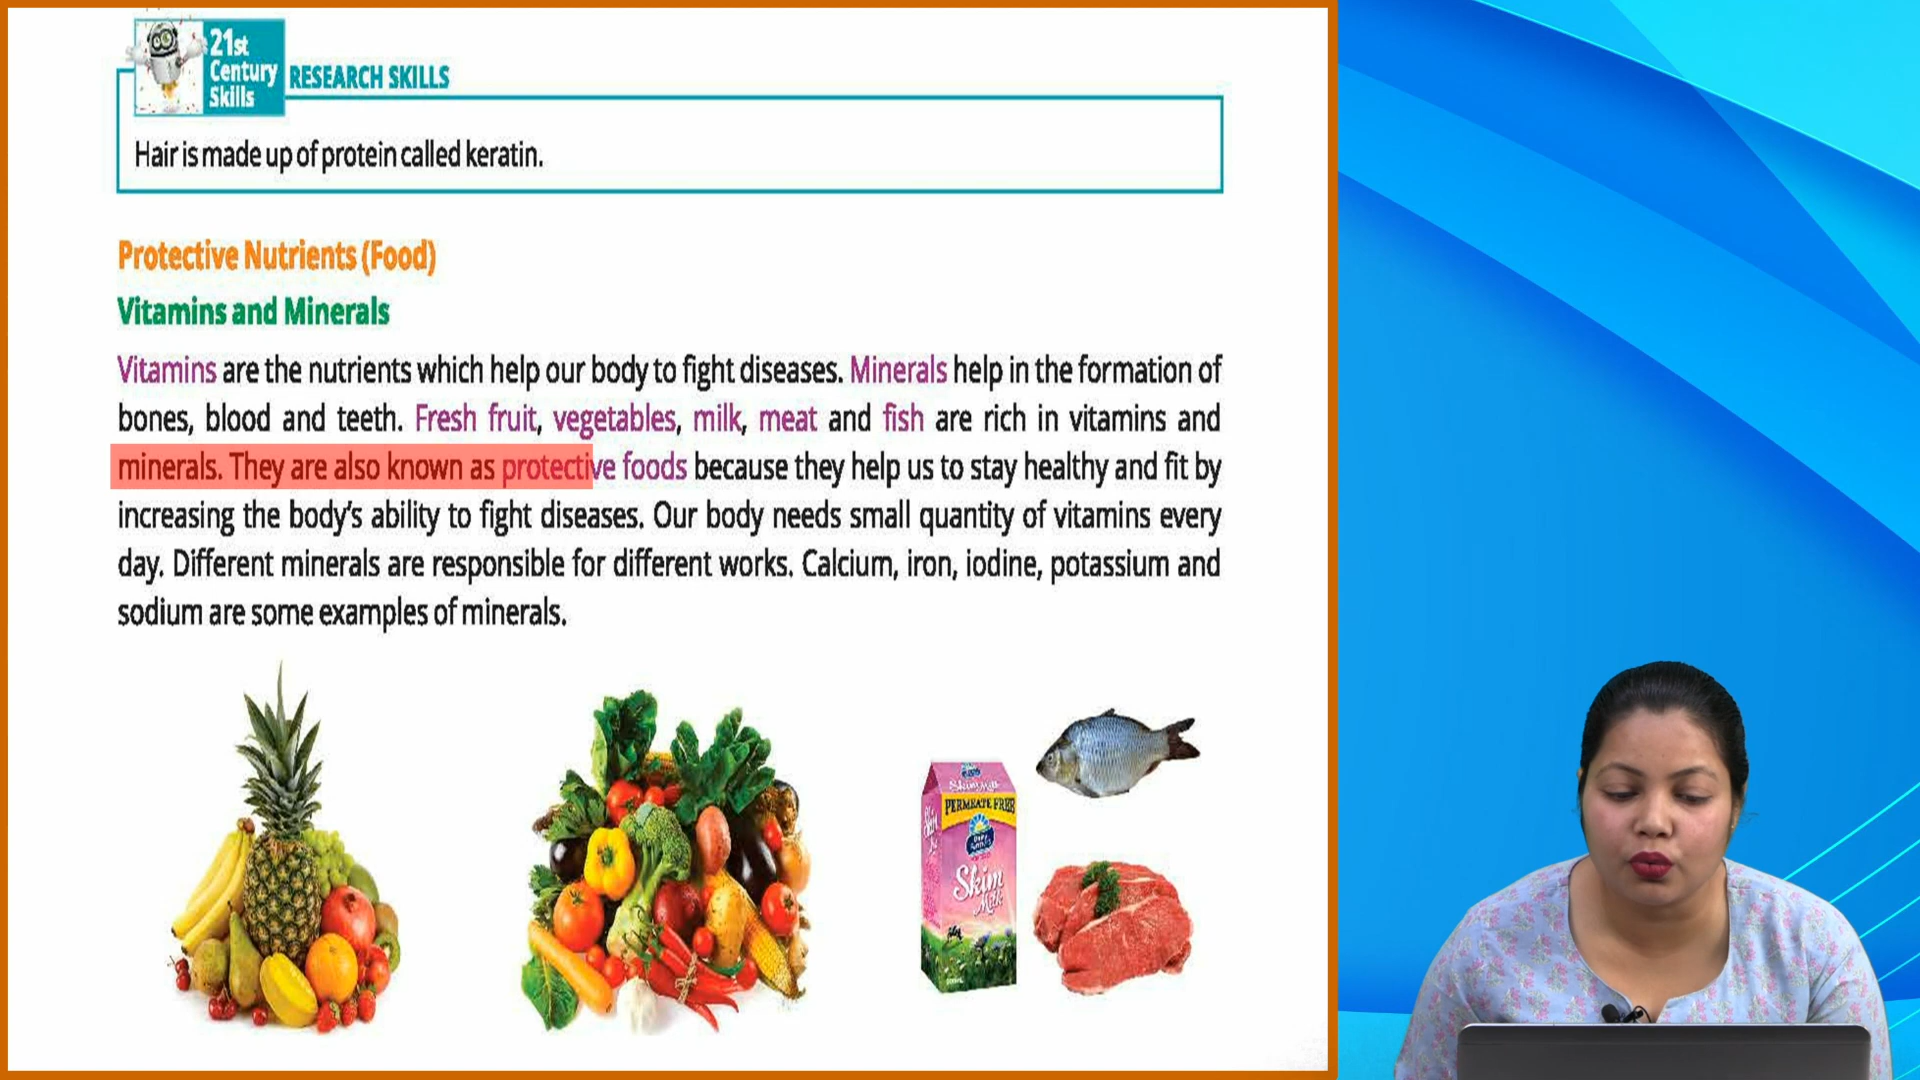 21st
Century
Skills
RESEARCH SKILLS
Hair is made up of protein called keratin.
Protective Nutrients (Food)
Vitamins and Minerals
Vitamins are the nutrients which help our body to fight diseases. Minerals help in the formation of
bones, blood and teeth. Fresh fruit, vegetables, milk, meat and fish are rich in vitamins and
minerals. They are also known as protective foods because they help us to stay healthy and fit by
increasing the body's ability to fight diseases. Our body needs small quantity of vitamins every
day. Different minerals are responsible for different works. Calcium, iron, iodine, potassium and
sodium are some examples of minerals.
PERMEATE FREE
Skim
Milk